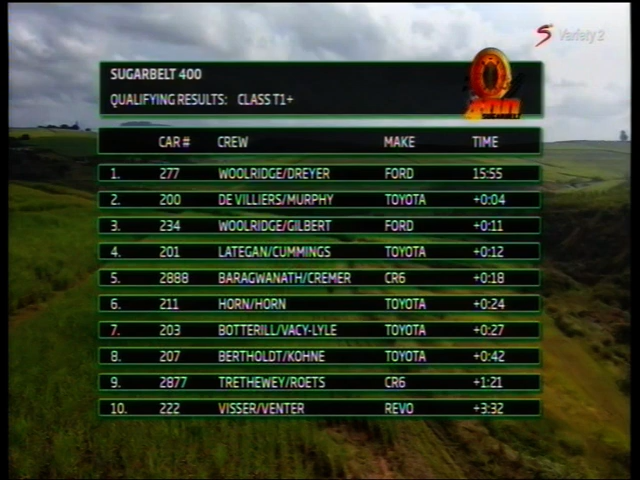 Variety 2
SUGARBELT 400
QUALIFYING RESULTS: CLASS T1+
CAR # CREW MAKE TIME
1. 277 WOOLRIDGE/DREYER FORD 15:55
2. 200 DE VILLIERS/MURPHY TOYOTA +0:04
3. 234 WOOLRIDGE/GILBERT FORD +0:11
4. 201 LATEGAN/CUMMINGS TOYOTA +0:12
5. 2888 BARAGWANATH/CREMER CR6 +0:18
6. 211 HORN/HORN TOYOTA +0:24
7. 203 BOTTERILL/VACY-LYLE TOYOTA +0:27
8. 207 BERTHOLDT/KOHNE TOYOTA +0:42
9. 2877 TRETHEWEY/ROETS CR6 +1:21
10. 222 VISSER/VENTER REVO +3:32